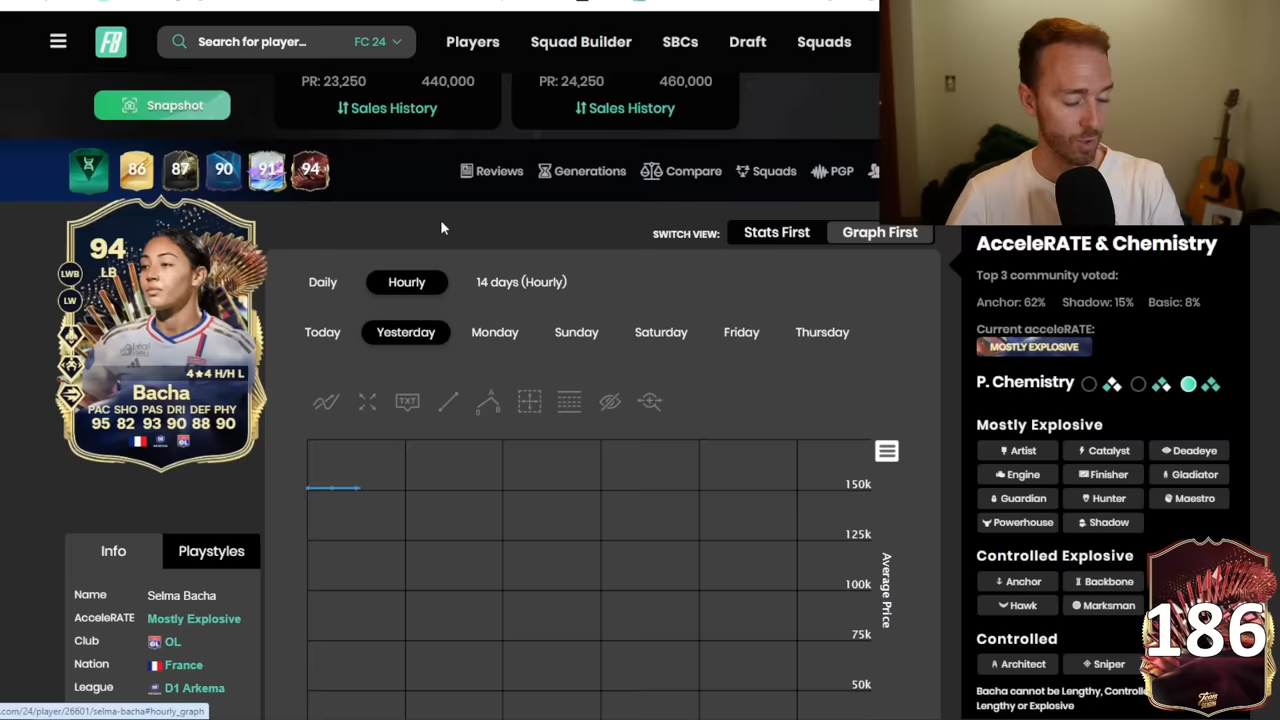 FB Search for player... FC 24 Players Squad Builder SBCs Draft Squads
PR: 23,250 440,000 PR: 24,250 460,000
Snapshot Sales History Sales History
86 87 90 91 94 Reviews Generations Compare Squads PGP
SWITCH VIEW: Stats First Graph First
94
LB
LWB
LW
4★4 H/H L
Bacha
PAC SHO PAS DRI DEF PHY
95 82 93 90 88 90
OL
Daily Hourly 14 days (Hourly)
Today Yesterday Monday Sunday Saturday Friday Thursday
TXT
150k
125k
100k
75k
50k
Average Price
Info Playstyles
Name Selma Bacha
AcceleRATE Mostly Explosive
Club OL
Nation France
League D1 Arkema
.com/24/player/26601/selma-bacha#hourly_graph
AcceleRATE & Chemistry
Top 3 community voted:
Anchor: 62% Shadow: 15% Basic: 8%
Current acceleRATE:
MOSTLY EXPLOSIVE
P. Chemistry
Mostly Explosive
Artist Catalyst Deadeye
Engine Finisher Gladiator
Guardian Hunter Maestro
Powerhouse Shadow
Controlled Explosive
Anchor Backbone
Hawk Marksman
Controlled
Architect Sniper
Bacha cannot be Lengthy, Controlle
Lengthy or Explosive
186